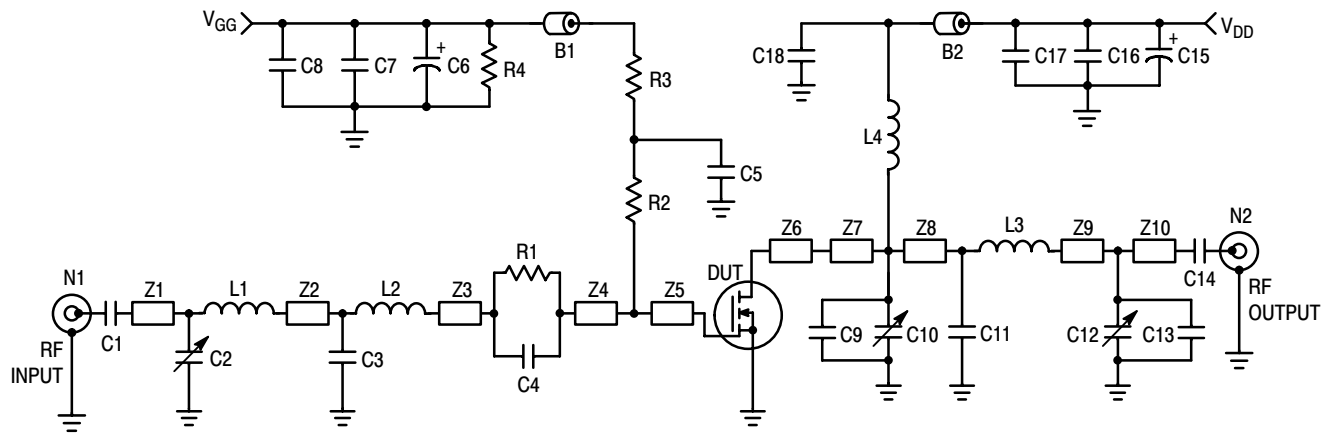 VGG
C8
C7
+
C6
R4
B1
R3
C5
R2
C18
B2
C17
C16
+
C15
VDD
L4
N1
RF
INPUT
C1
Z1
C2
L1
Z2
C3
L2
Z3
R1
C4
Z4
Z5
DUT
Z6
Z7
Z8
C9
C10
C11
L3
Z9
Z10
C12
C13
C14
N2
RF
OUTPUT